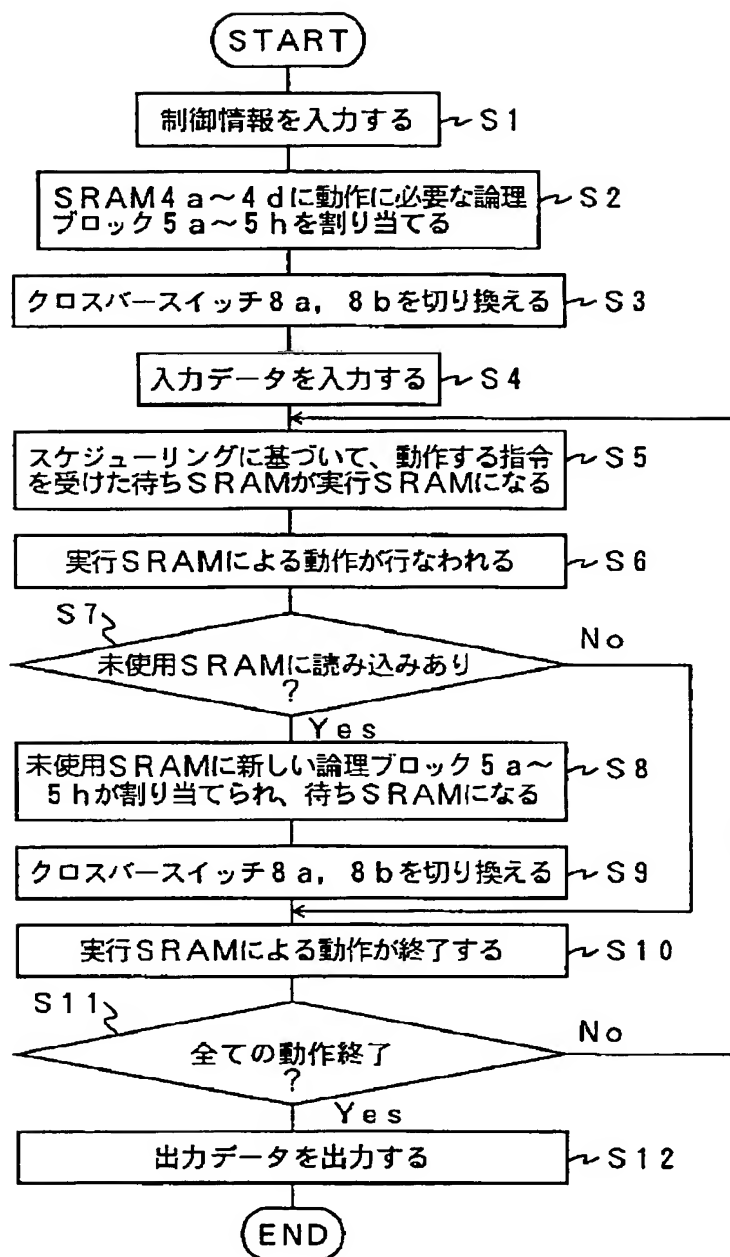 START
制御情報を入力する
S1
SRAM4a~4dに動作に必要な論理
ブロック5a~5hを割り当てる
S2
クロスバースイッチ8a,8bを切り換える
S3
入力データを入力する
S4
スケジューリングに基づいて、動作する指令
を受けた待ちSRAMが実行SRAMになる
S5
実行SRAMによる動作が行なわれる
S6
S7
未使用SRAMに読み込みあり
?
No
Yes
未使用SRAMに新しい論理ブロック5a~
5hが割り当てられ、待ちSRAMになる
S8
クロスバースイッチ8a,8bを切り換える
S9
実行SRAMによる動作が終了する
S10
S11
全ての動作終了
?
No
Yes
出力データを出力する
S12
END